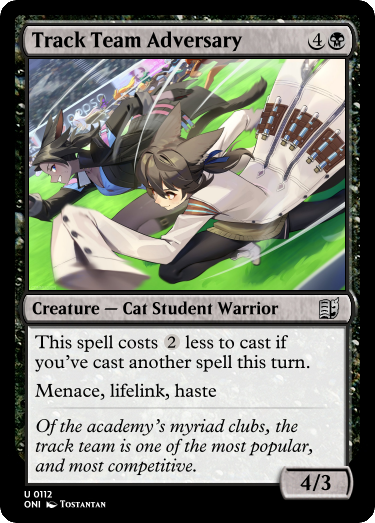 Track Team Adversary 4
Creature — Cat Student Warrior
This spell costs 2 less to cast if
you've cast another spell this turn.
Menace, lifelink, haste
Of the academy's myriad clubs, the
track team is one of the most popular,
and most competitive.
4/3
U 0112
ONI Tostantan